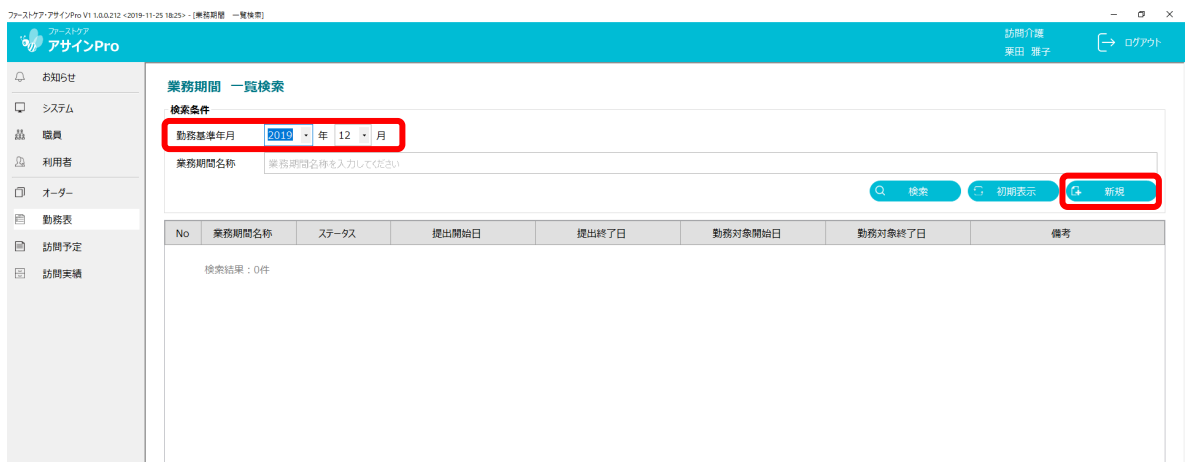 ファーストケア・アサインPro V1 1.0.0.212 <2019-11-25 18:25> - [業務期間 一覧検索]
ファーストケア
アサインPro
訪問介護
栗田 雅子
ログアウト
お知らせ
システム
職員
利用者
オーダー
勤務表
訪問予定
訪問実績
業務期間 一覧検索
検索条件
勤務基準年月 2019 年 12 月
業務期間名称 業務期間名称を入力してください
検索 初期表示 新規
No 業務期間名称 ステータス 提出開始日 提出終了日 勤務対象開始日 勤務対象終了日 備考
検索結果：0件